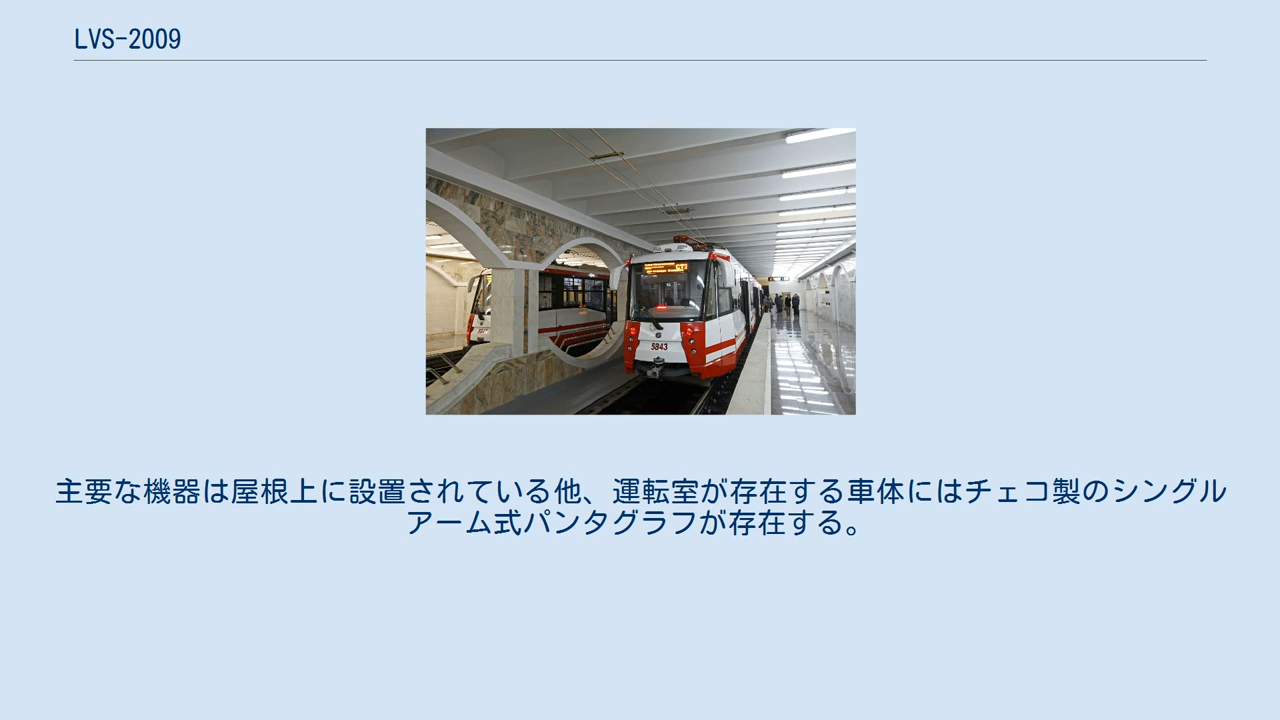 LVS-2009
5843
主要な機器は屋根上に設置されている他、運転室が存在する車体にはチェコ製のシングル
アーム式パンタグラフが存在する。